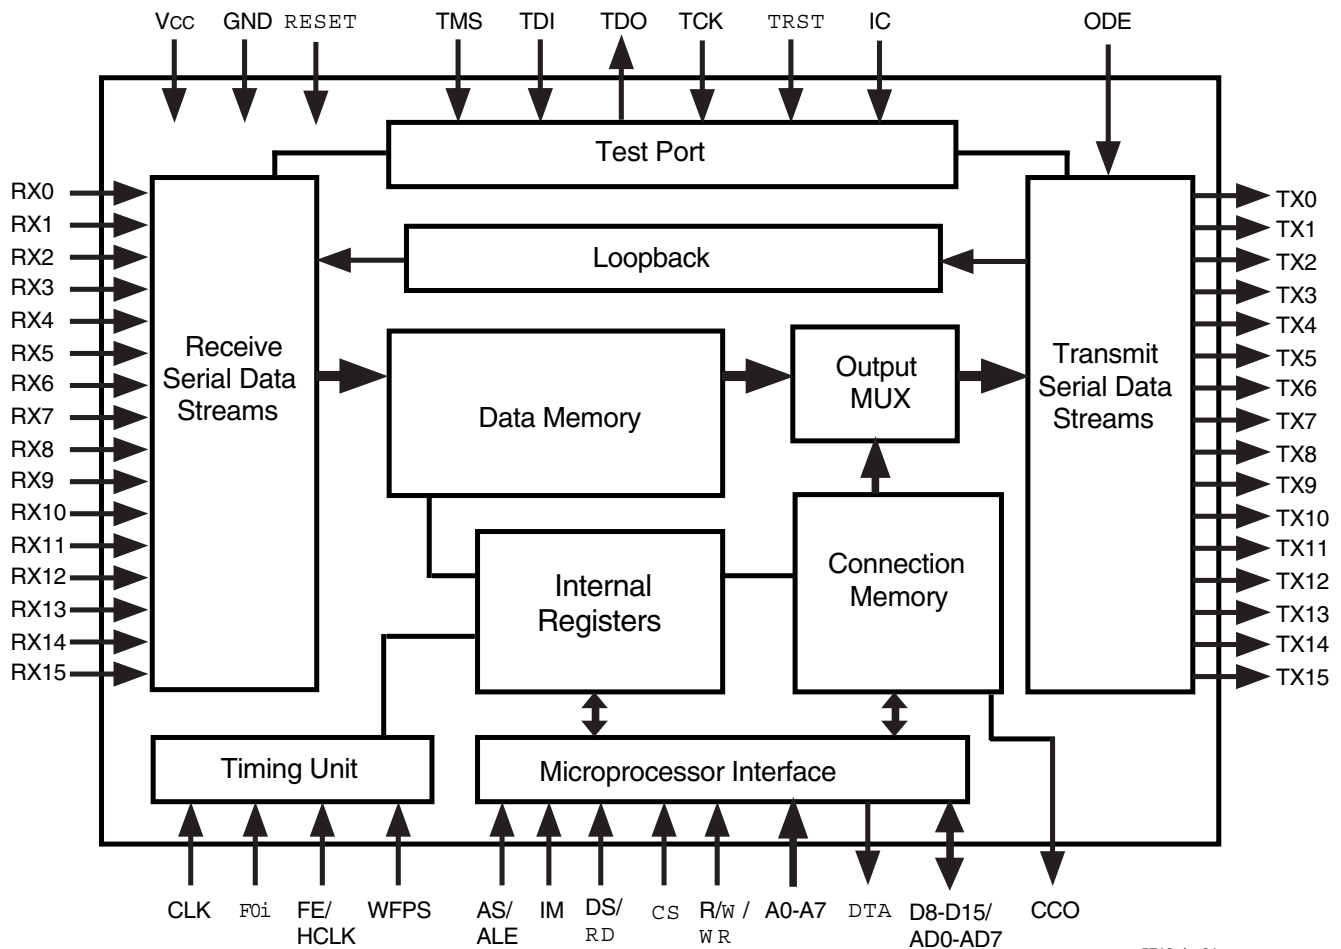 Vcc GND RESET TMS TDI TDO TCK TRST IC ODE
Test Port
RX0
RX1
RX2
RX3
RX4
RX5
RX6
RX7
RX8
RX9
RX10
RX11
RX12
RX13
RX14
RX15
Receive
Serial Data
Streams
Loopback
Data Memory
Output
MUX
Transmit
Serial Data
Streams
Internal
Registers
Connection
Memory
TX0
TX1
TX2
TX3
TX4
TX5
TX6
TX7
TX8
TX9
TX10
TX11
TX12
TX13
TX14
TX15
Timing Unit
Microprocessor Interface
CLK
F0i
FE/
HCLK
WFPS
AS/
ALE
IM
DS/
RD
CS
R/W /
WR
A0-A7
DTA
D8-D15/
AD0-AD7
CCO